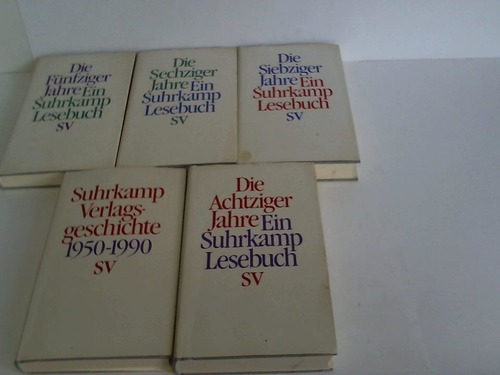 Die
Fünfziger
Jahre Ein
Suhrkamp
Lesebuch
SV
Die
Sechziger
Jahre Ein
Suhrkamp
Lesebuch
SV
Die
Siebziger
Jahre Ein
Suhrkamp
Lesebuch
SV
Suhrkamp
Verlags-
geschichte
1950-1990
SV
Die
Achtziger
Jahre Ein
Suhrkamp
Lesebuch
SV